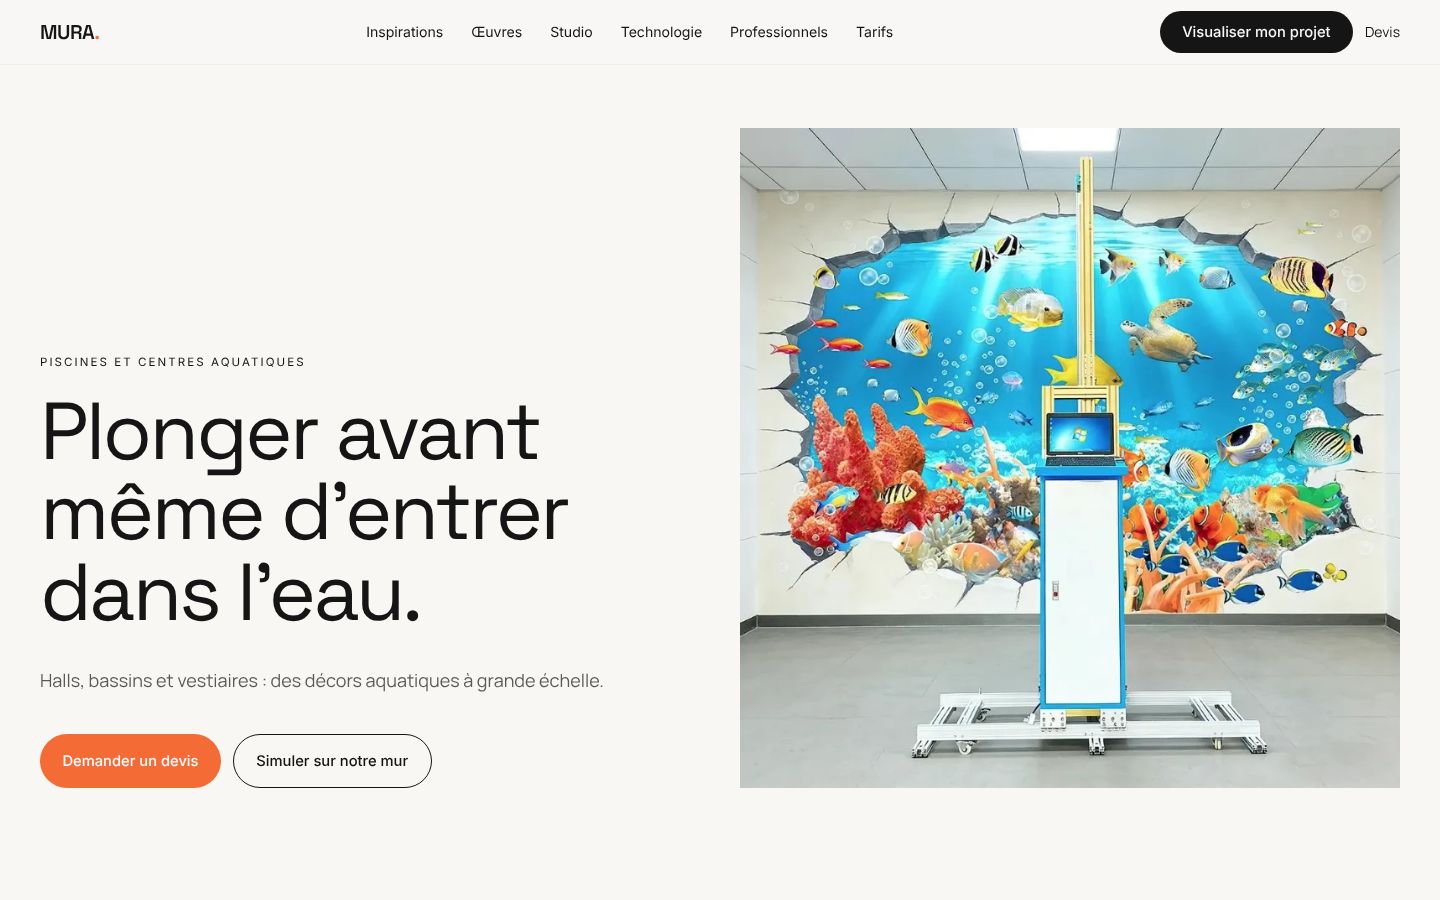 MURA.
Inspirations
Œuvres
Studio
Technologie
Professionnels
Tarifs
Visualiser mon projet
Devis
PISCINES ET CENTRES AQUATIQUES
Plonger avant
même d’entrer
dans l’eau.
Halls, bassins et vestiaires : des décors aquatiques à grande échelle.
Demander un devis
Simuler sur notre mur